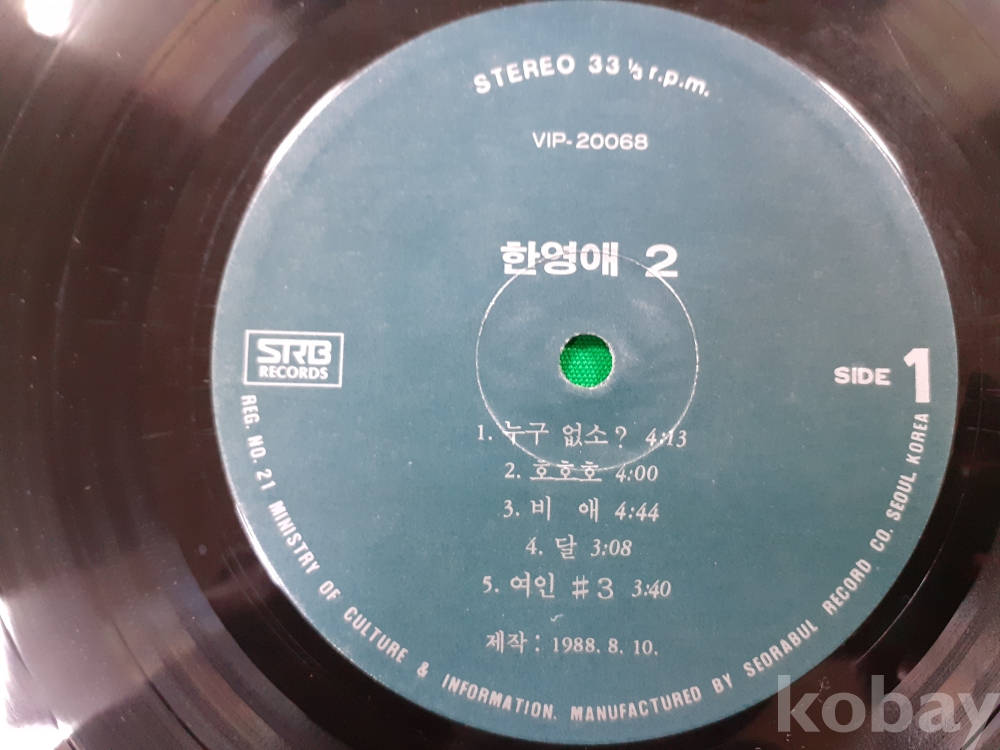 STEREO 33 ⅓ r.p.m.
VIP-20068
한영애 2
SRB
RECORDS
SIDE 1
1. 누구 없소? 4:13
2. 호호호 4:00
3. 비 애 4:44
4. 달 3:08
5. 여인 #3 3:40
제작: 1988. 8. 10.
REG. NO. 21 MINISTRY OF CULTURE & INFORMATION. MANUFACTURED BY SEORABUL RECORD CO. SEOUL KOREA
kobay